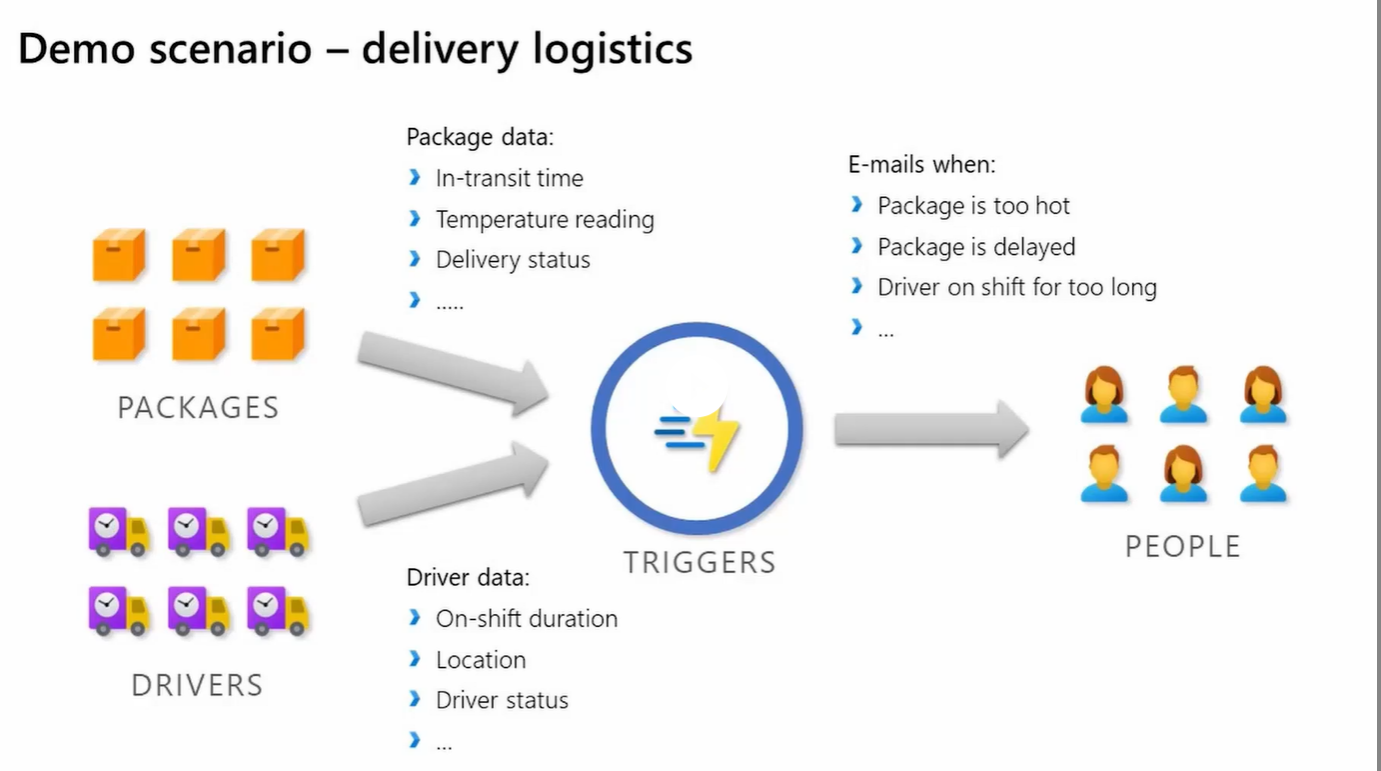 Demo scenario – delivery logistics
Package data:
In-transit time
Temperature reading
Delivery status
.....
E-mails when:
Package is too hot
Package is delayed
Driver on shift for too long
...
PACKAGES
TRIGGERS
PEOPLE
Driver data:
On-shift duration
Location
Driver status
...
DRIVERS